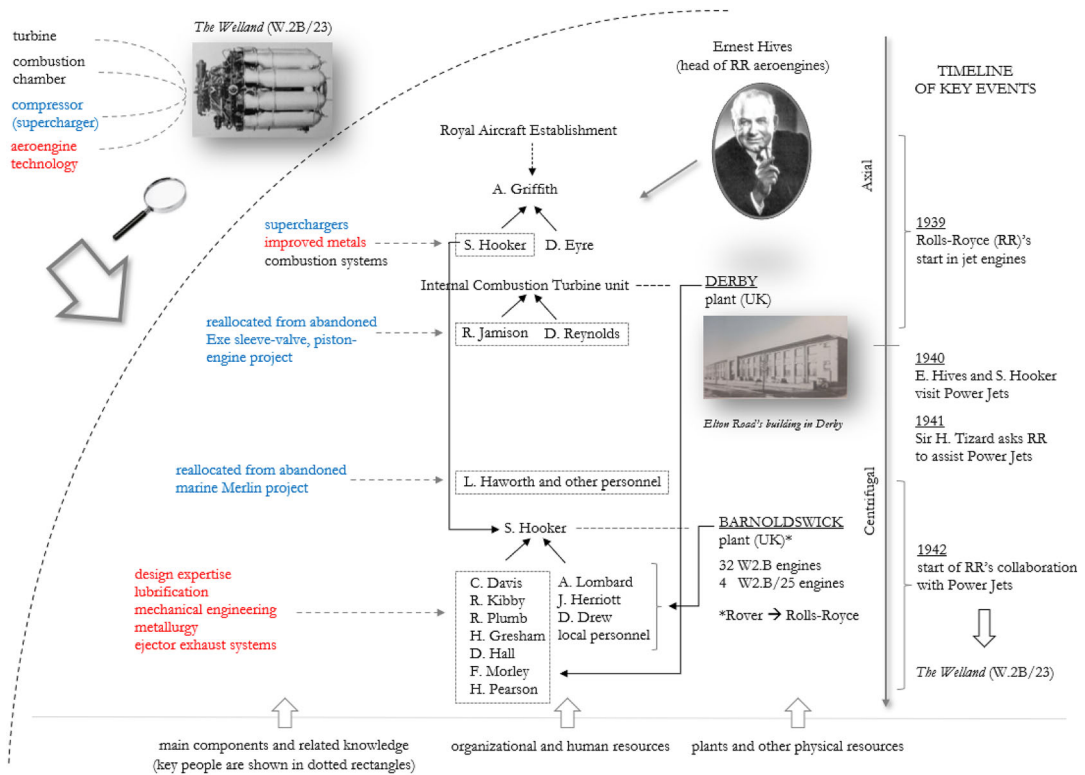 The Welland (W.2B/23)
turbine
combustion
chamber
compressor
(supercharger)
aeroengine
technology
Ernest Hives
(head of RR aeroengines)
TIMELINE
OF KEY EVENTS
Royal Aircraft Establishment
A. Griffith
superchargers
improved metals
combustion systems
S. Hooker
D. Eyre
Internal Combustion Turbine unit
DERBY
plant (UK)
reallocated from abandoned
Exe sleeve-valve, piston-
engine project
R. Jamison
D. Reynolds
Elton Road's building in Derby
Axial
Centrifugal
1939
Rolls-Royce (RR)'s
start in jet engines
1940
E. Hives and S. Hooker
visit Power Jets
1941
Sir H. Tizard asks RR
to assist Power Jets
reallocated from abandoned
marine Merlin project
L. Haworth and other personnel
S. Hooker
BARNOLDSWICK
plant (UK)*
32 W2.B engines
4 W2.B/25 engines
*Rover → Rolls-Royce
1942
start of RR's collaboration
with Power Jets
The Welland (W.2B/23)
design expertise
lubrification
mechanical engineering
metallurgy
ejector exhaust systems
C. Davis
R. Kibby
R. Plumb
H. Gresham
D. Hall
F. Morley
H. Pearson
A. Lombard
J. Herriott
D. Drew
local personnel
main components and related knowledge
(key people are shown in dotted rectangles)
organizational and human resources
plants and other physical resources